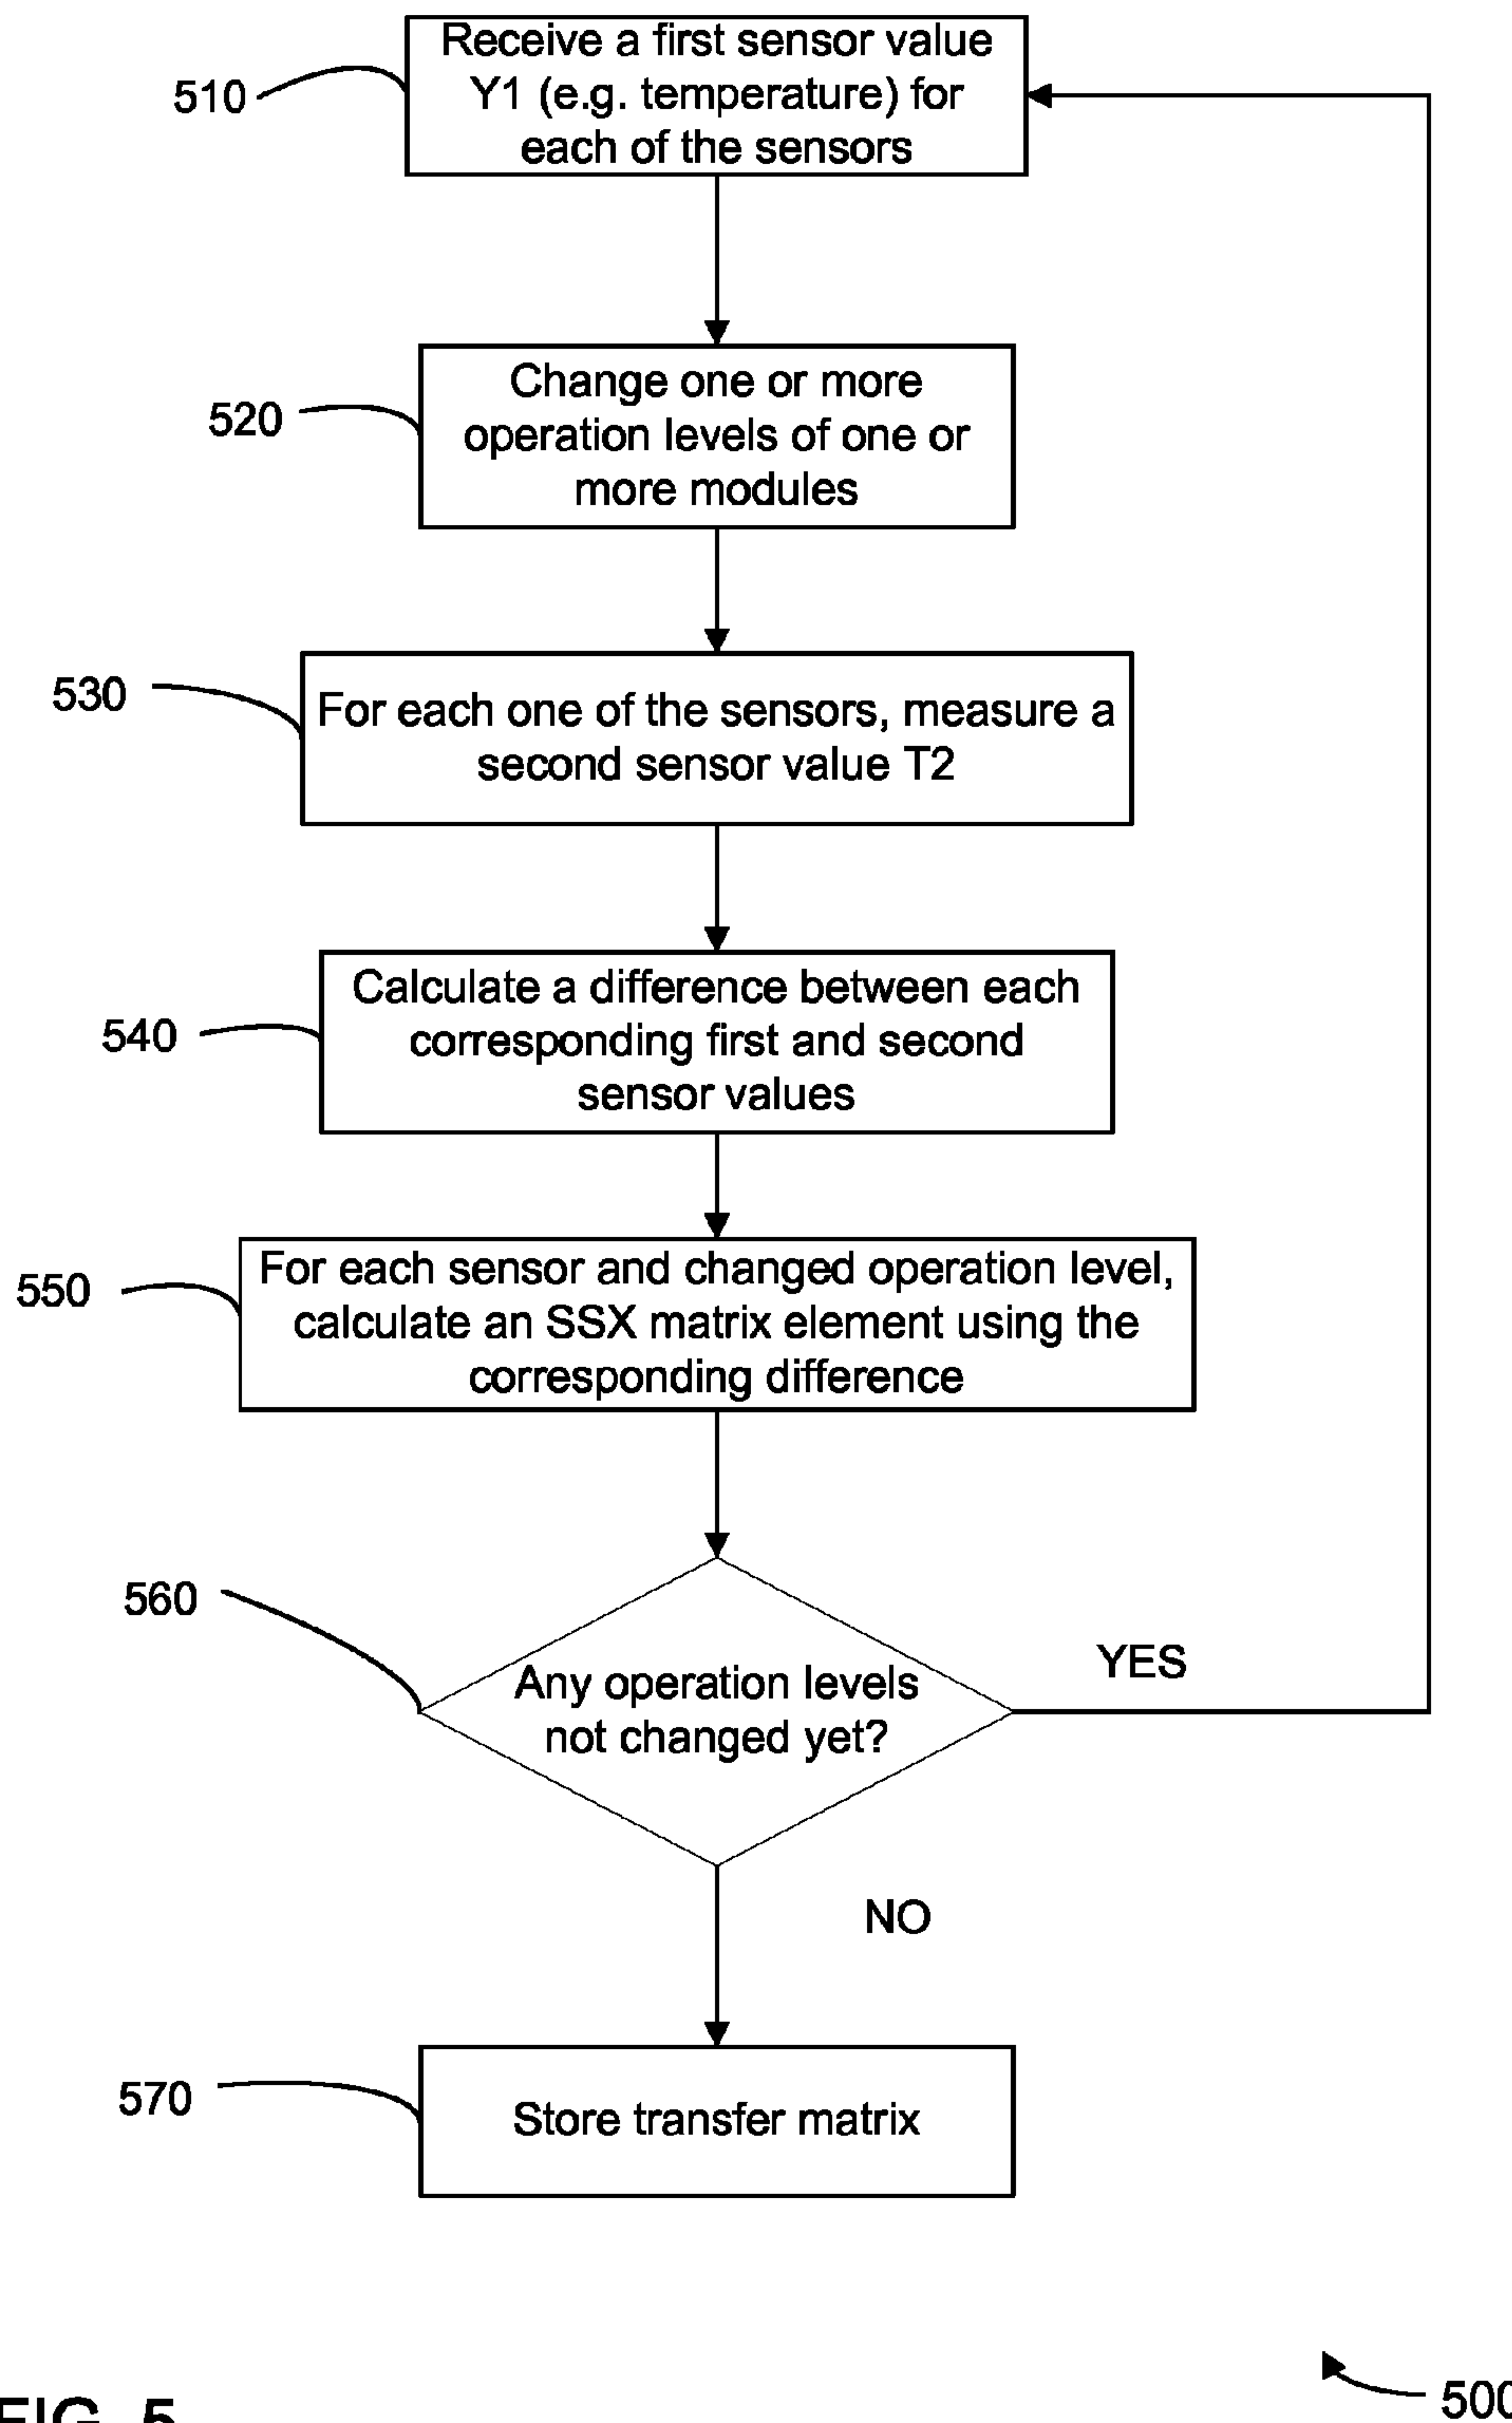 Receive a first sensor value
Y1 (e.g. temperature) for
each of the sensors
510
Change one or more
operation levels of one or
more modules
520
For each one of the sensors, measure a
second sensor value T2
530
Calculate a difference between each
corresponding first and second
sensor values
540
For each sensor and changed operation level,
calculate an SSX matrix element using the
corresponding difference
550
560
Any operation levels
not changed yet?
YES
NO
570
Store transfer matrix
500
FIG. 5